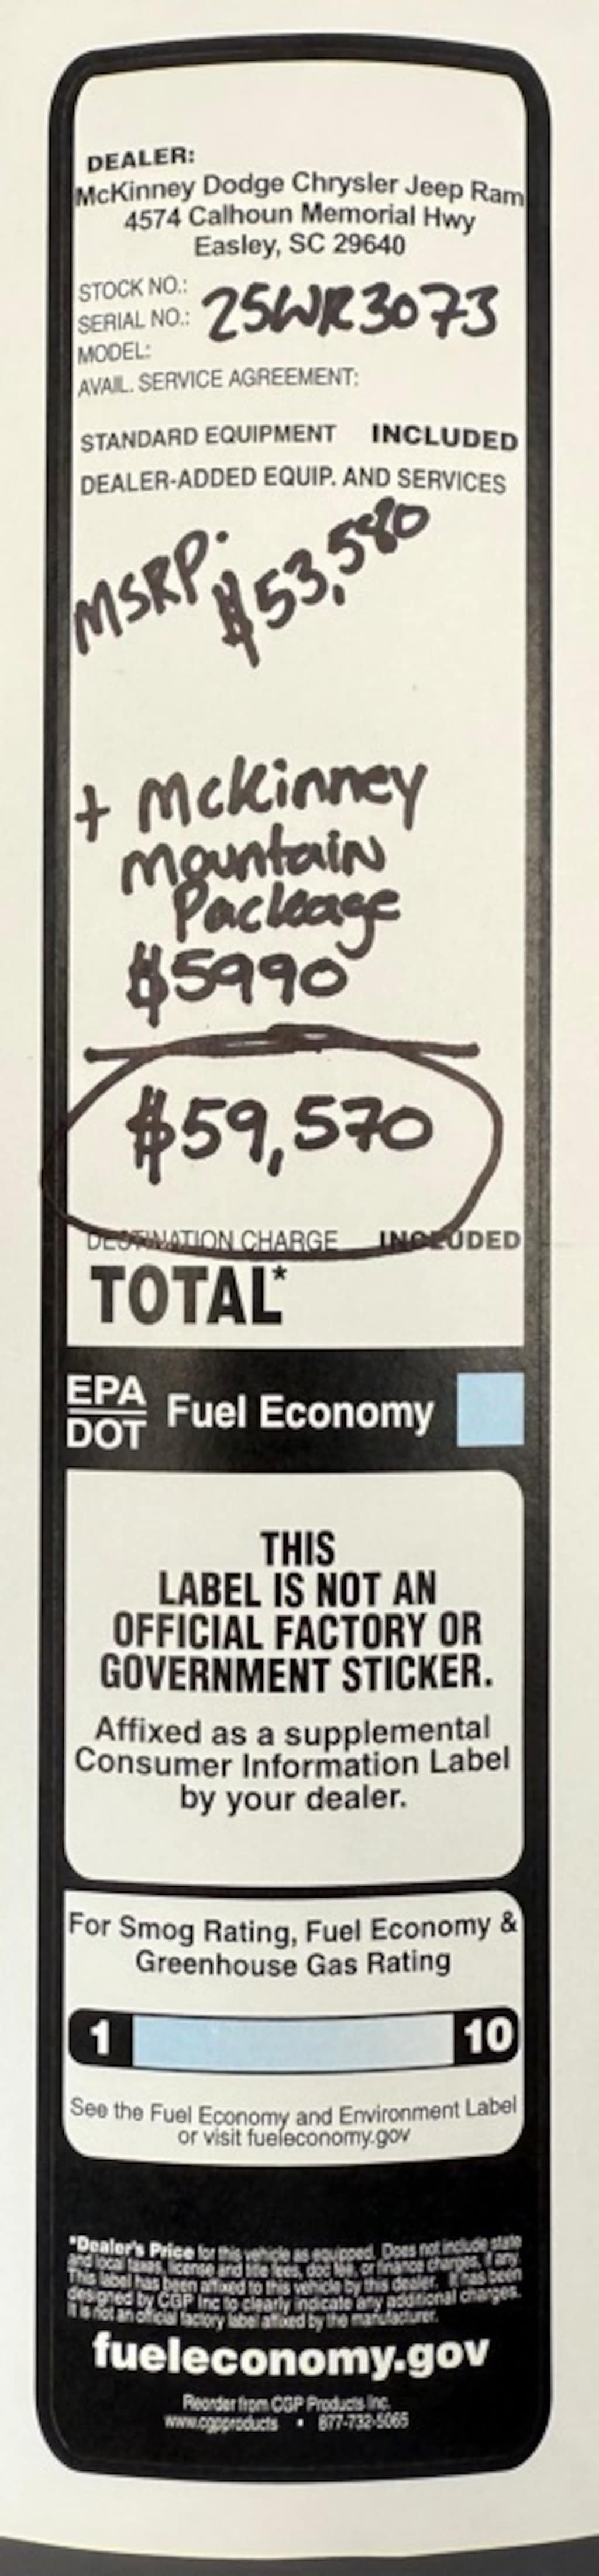 DEALER:
McKinney Dodge Chrysler Jeep Ram
4574 Calhoun Memorial Hwy
Easley, SC 29640
STOCK NO.:
SERIAL NO.: 25WR3073
MODEL:
AVAIL. SERVICE AGREEMENT:
STANDARD EQUIPMENT INCLUDED
DEALER-ADDED EQUIP. AND SERVICES
MSRP: $53,580
+ McKinney
Mountain
Package
$5990
$59,570
DESTINATION CHARGE INCLUDED
TOTAL*
EPA
DOT Fuel Economy
THIS
LABEL IS NOT AN
OFFICIAL FACTORY OR
GOVERNMENT STICKER.
Affixed as a supplemental
Consumer Information Label
by your dealer.
For Smog Rating, Fuel Economy &
Greenhouse Gas Rating
1 10
See the Fuel Economy and Environment Label
or visit fueleconomy.gov
*Dealer's Price for this vehicle as equipped. Does not include state
and local taxes, license and title fees, doc fee, or finance charges, if any.
This label has been affixed to this vehicle by this dealer. It has been
designed by CGP Inc to clearly indicate any additional charges.
It is not an official factory label affixed by the manufacturer.
fueleconomy.gov
Reorder from CGP Products Inc.
www.cgpproducts • 877-732-5065